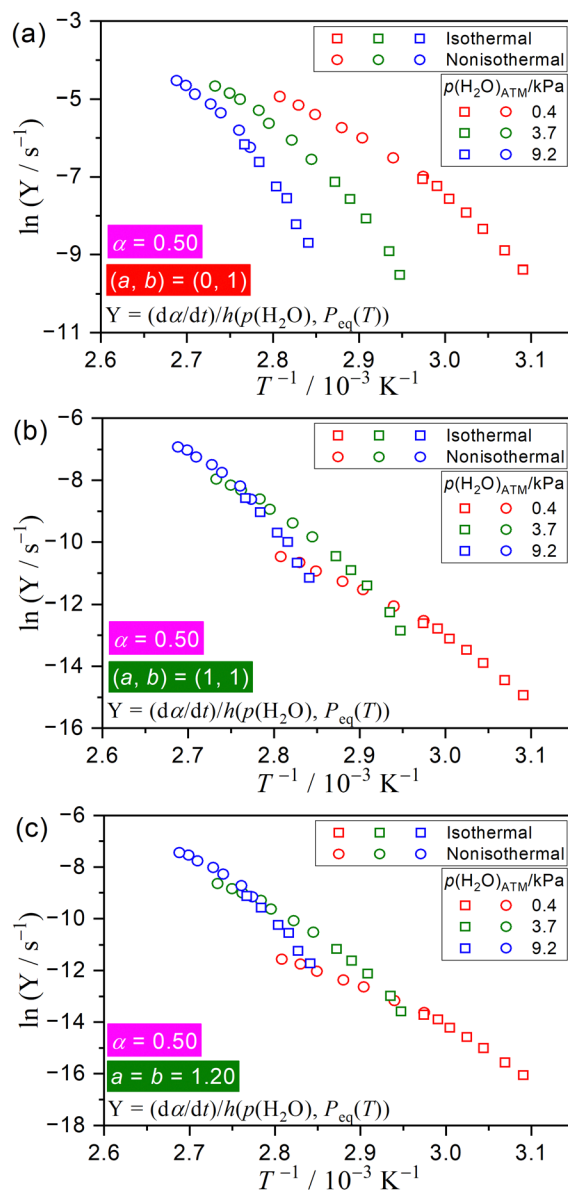 (a)
−3
−5
−7
−9
−11
ln (Y / s⁻¹)
Isothermal
Nonisothermal
p(H₂O)ATM/kPa
0.4
3.7
9.2
α = 0.50
(a, b) = (0, 1)
Y = (dα/dt)/h(p(H₂O), Peq(T))
2.6 2.7 2.8 2.9 3.0 3.1
T⁻¹ / 10⁻³ K⁻¹
(b)
−6
−8
−10
−12
−14
−16
ln (Y / s⁻¹)
Isothermal
Nonisothermal
p(H₂O)ATM/kPa
0.4
3.7
9.2
α = 0.50
(a, b) = (1, 1)
Y = (dα/dt)/h(p(H₂O), Peq(T))
2.6 2.7 2.8 2.9 3.0 3.1
T⁻¹ / 10⁻³ K⁻¹
(c)
−6
−8
−10
−12
−14
−16
−18
ln (Y / s⁻¹)
Isothermal
Nonisothermal
p(H₂O)ATM/kPa
0.4
3.7
9.2
α = 0.50
a = b = 1.20
Y = (dα/dt)/h(p(H₂O), Peq(T))
2.6 2.7 2.8 2.9 3.0 3.1
T⁻¹ / 10⁻³ K⁻¹